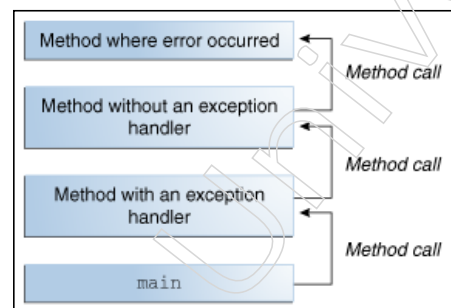 Method where error occurred
Method call
Method without an exception
handler
Method call
Method with an exception
handler
Method call
main